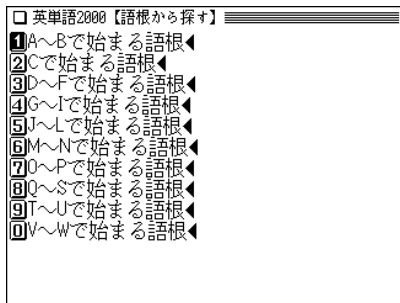 □ 英単語2000【語根から探す】
1A～Bで始まる語根◀
2Cで始まる語根◀
3D～Fで始まる語根◀
4G～Iで始まる語根◀
5J～Lで始まる語根◀
6M～Nで始まる語根◀
7O～Pで始まる語根◀
8Q～Sで始まる語根◀
9T～Uで始まる語根◀
0V～Wで始まる語根◀